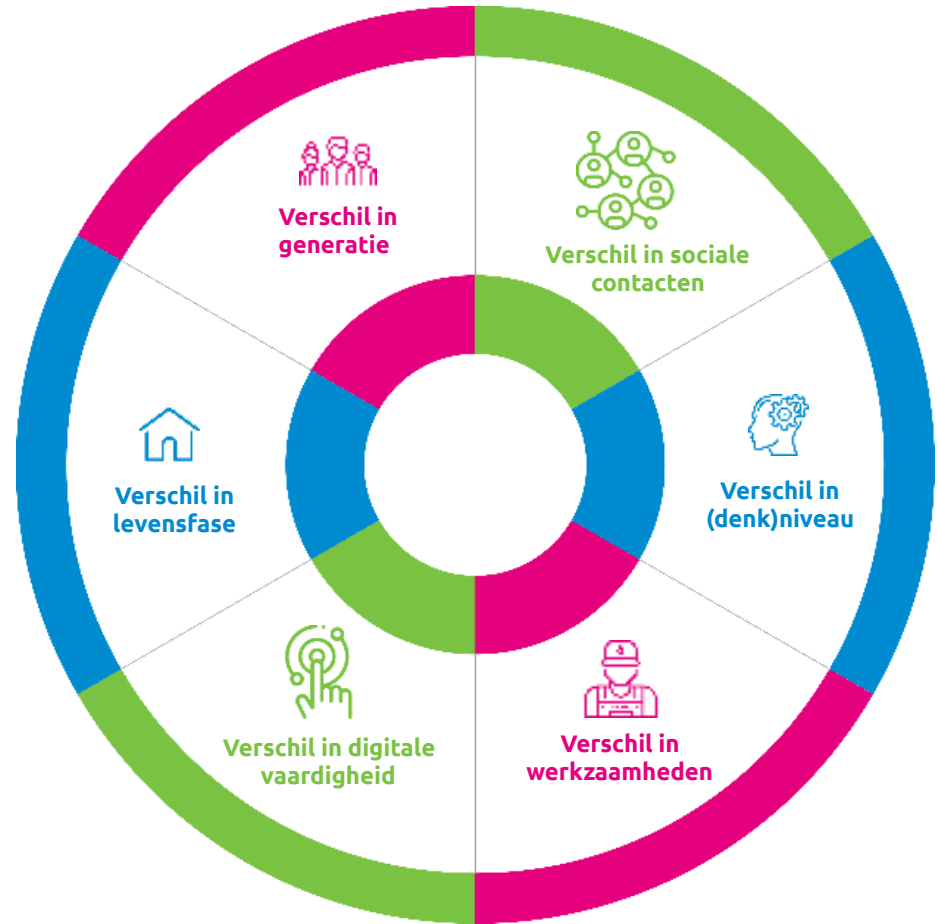 Verschil in
generatie
Verschil in sociale
contacten
Verschil in
levensfase
Verschil in
(denk)niveau
Verschil in digitale
vaardigheid
Verschil in
werkzaamheden